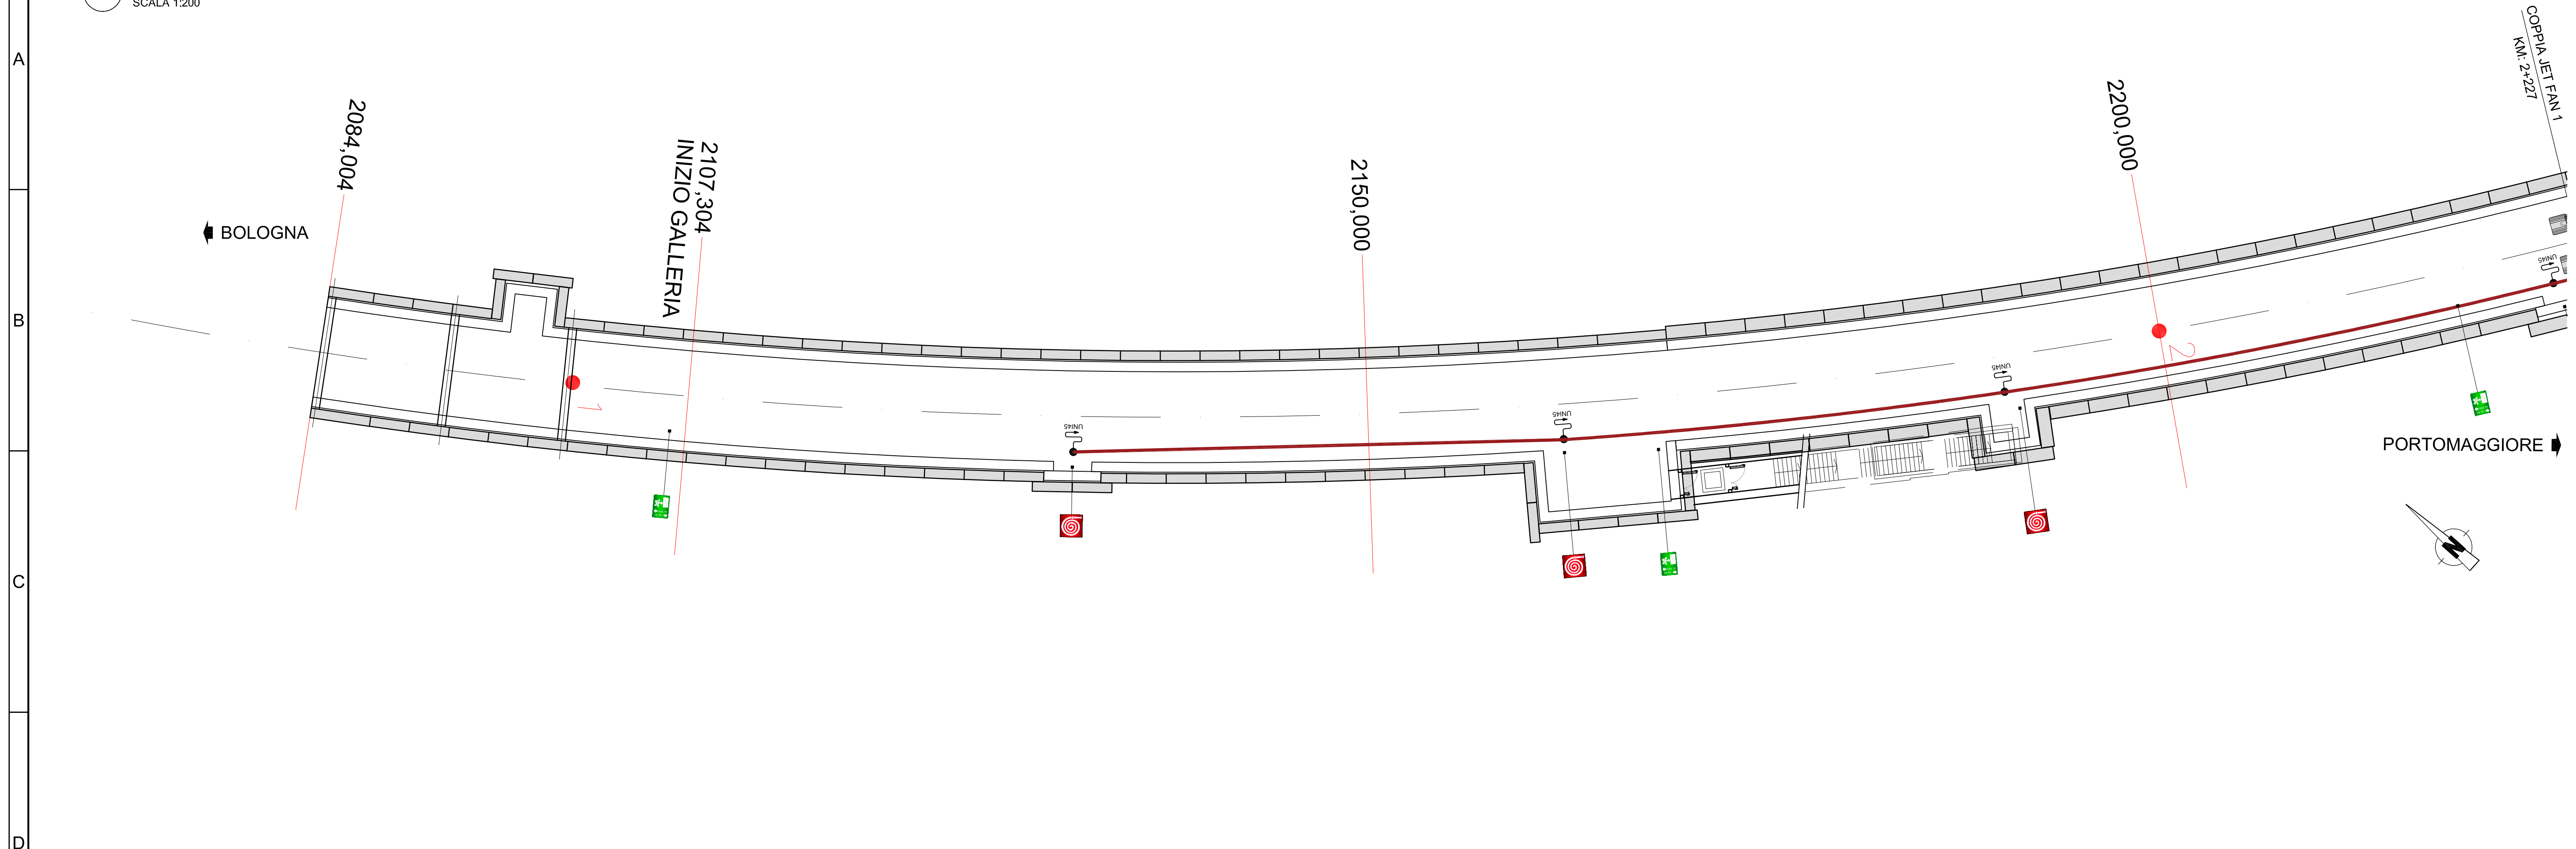 SCALA 1:200
A
COPPIA JET FAN 1
KM: 2+227
2084,004
2107,304
INIZIO GALLERIA
2150,000
2200,000
BOLOGNA
B
UNI45
1
2
UNI45
UNI45
UNI45
PORTOMAGGIORE
N
C
D